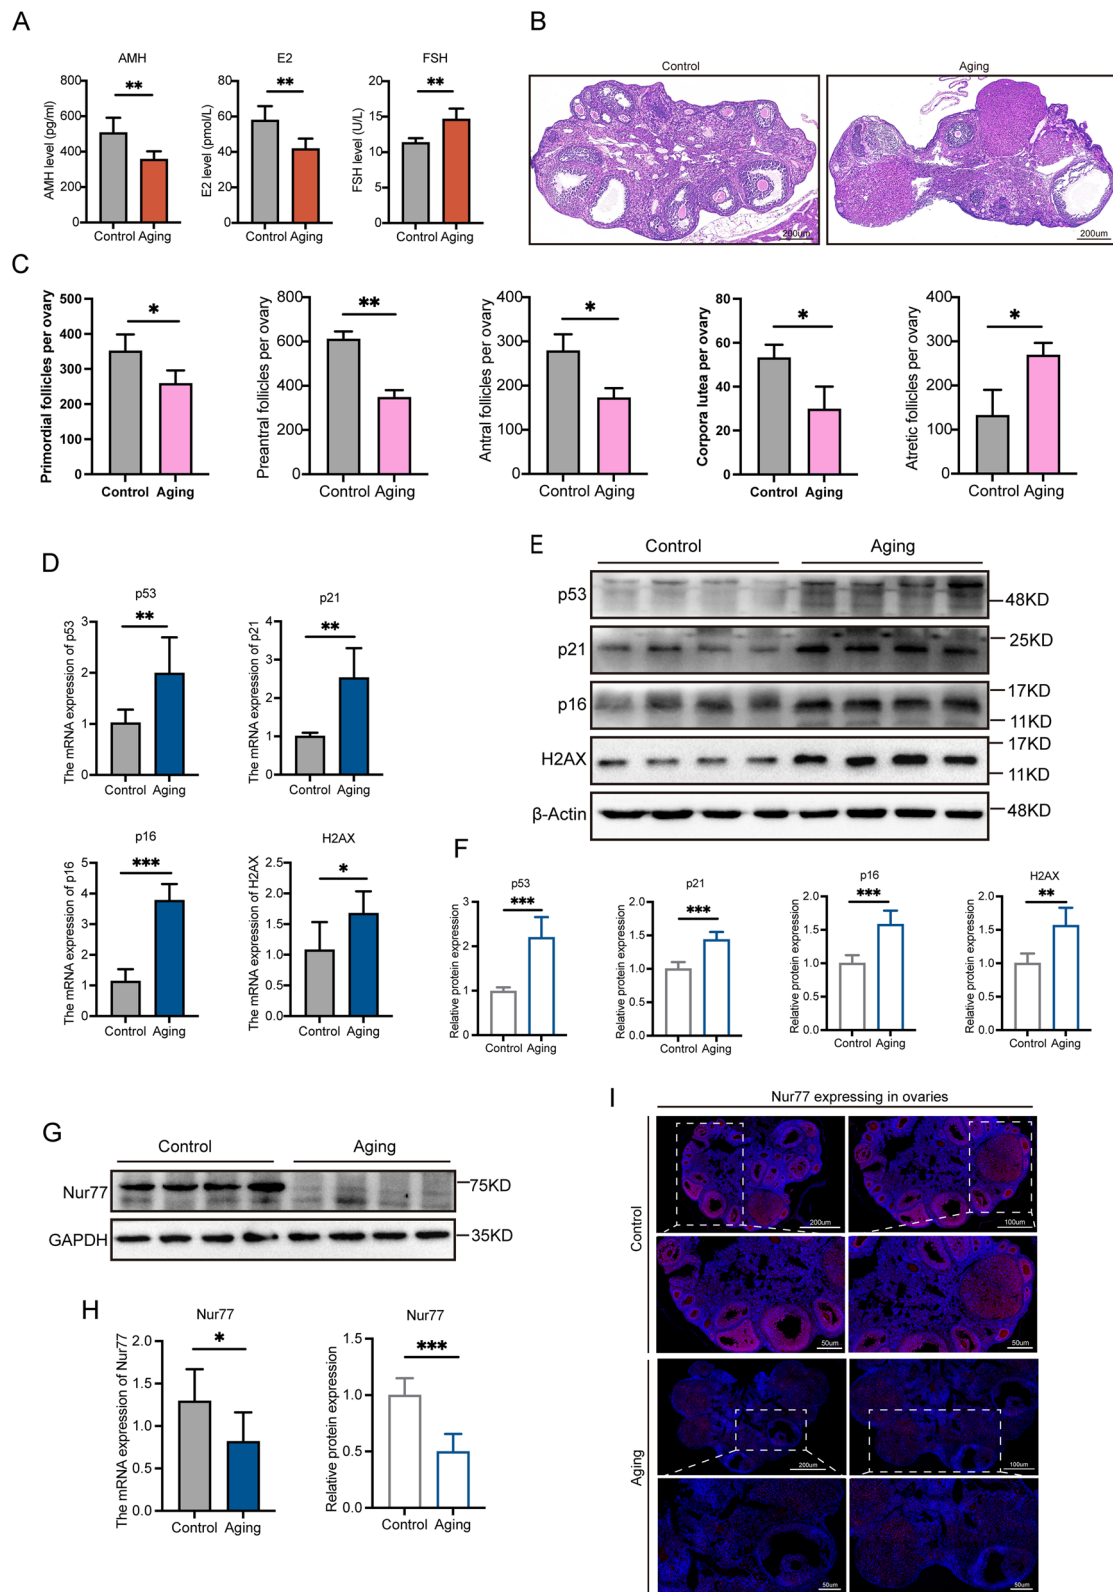 A
AMH
**
AMH level (pg/ml)
800
600
400
200
0
Control Aging
E2
**
E2 level (pmol/L)
80
60
40
20
0
Control Aging
FSH
**
FSH level (U/L)
20
15
10
5
0
Control Aging
B
Control
200um
Aging
200um
C
Primordial follicles per ovary
500
400
300
200
100
0
*
Control Aging
Preantral follicles per ovary
800
600
400
200
0
**
Control Aging
Antral follicles per ovary
400
300
200
100
0
*
Control Aging
Corpora lutea per ovary
80
60
40
20
0
*
Control Aging
Atretic follicles per ovary
400
300
200
100
0
*
Control Aging
D
p53
**
The mRNA expression of p53
3
2
1
0
Control Aging
p21
**
The mRNA expression of p21
4
3
2
1
0
Control Aging
p16
***
The mRNA expression of p16
5
4
3
2
1
0
Control Aging
H2AX
*
The mRNA expression of H2AX
2.5
2.0
1.5
1.0
0.5
0.0
Control Aging
E
Control
Aging
p53
48KD
p21
25KD
p16
17KD
11KD
H2AX
17KD
11KD
β-Actin
48KD
F
p53
***
Relative protein expression
3
2
1
0
Control Aging
p21
***
Relative protein expression
2.0
1.5
1.0
0.5
0.0
Control Aging
p16
***
Relative protein expression
2.0
1.5
1.0
0.5
0.0
Control Aging
H2AX
**
Relative protein expression
2.0
1.5
1.0
0.5
0.0
Control Aging
G
Control
Aging
Nur77
75KD
GAPDH
35KD
H
Nur77
*
The mRNA expression of Nur77
2.0
1.5
1.0
0.5
0.0
Control Aging
Nur77
***
Relative protein expression
1.5
1.0
0.5
0.0
Control Aging
I
Nur77 expressing in ovaries
Control
200um
100um
50um
50um
Aging
200um
100um
50um
50um